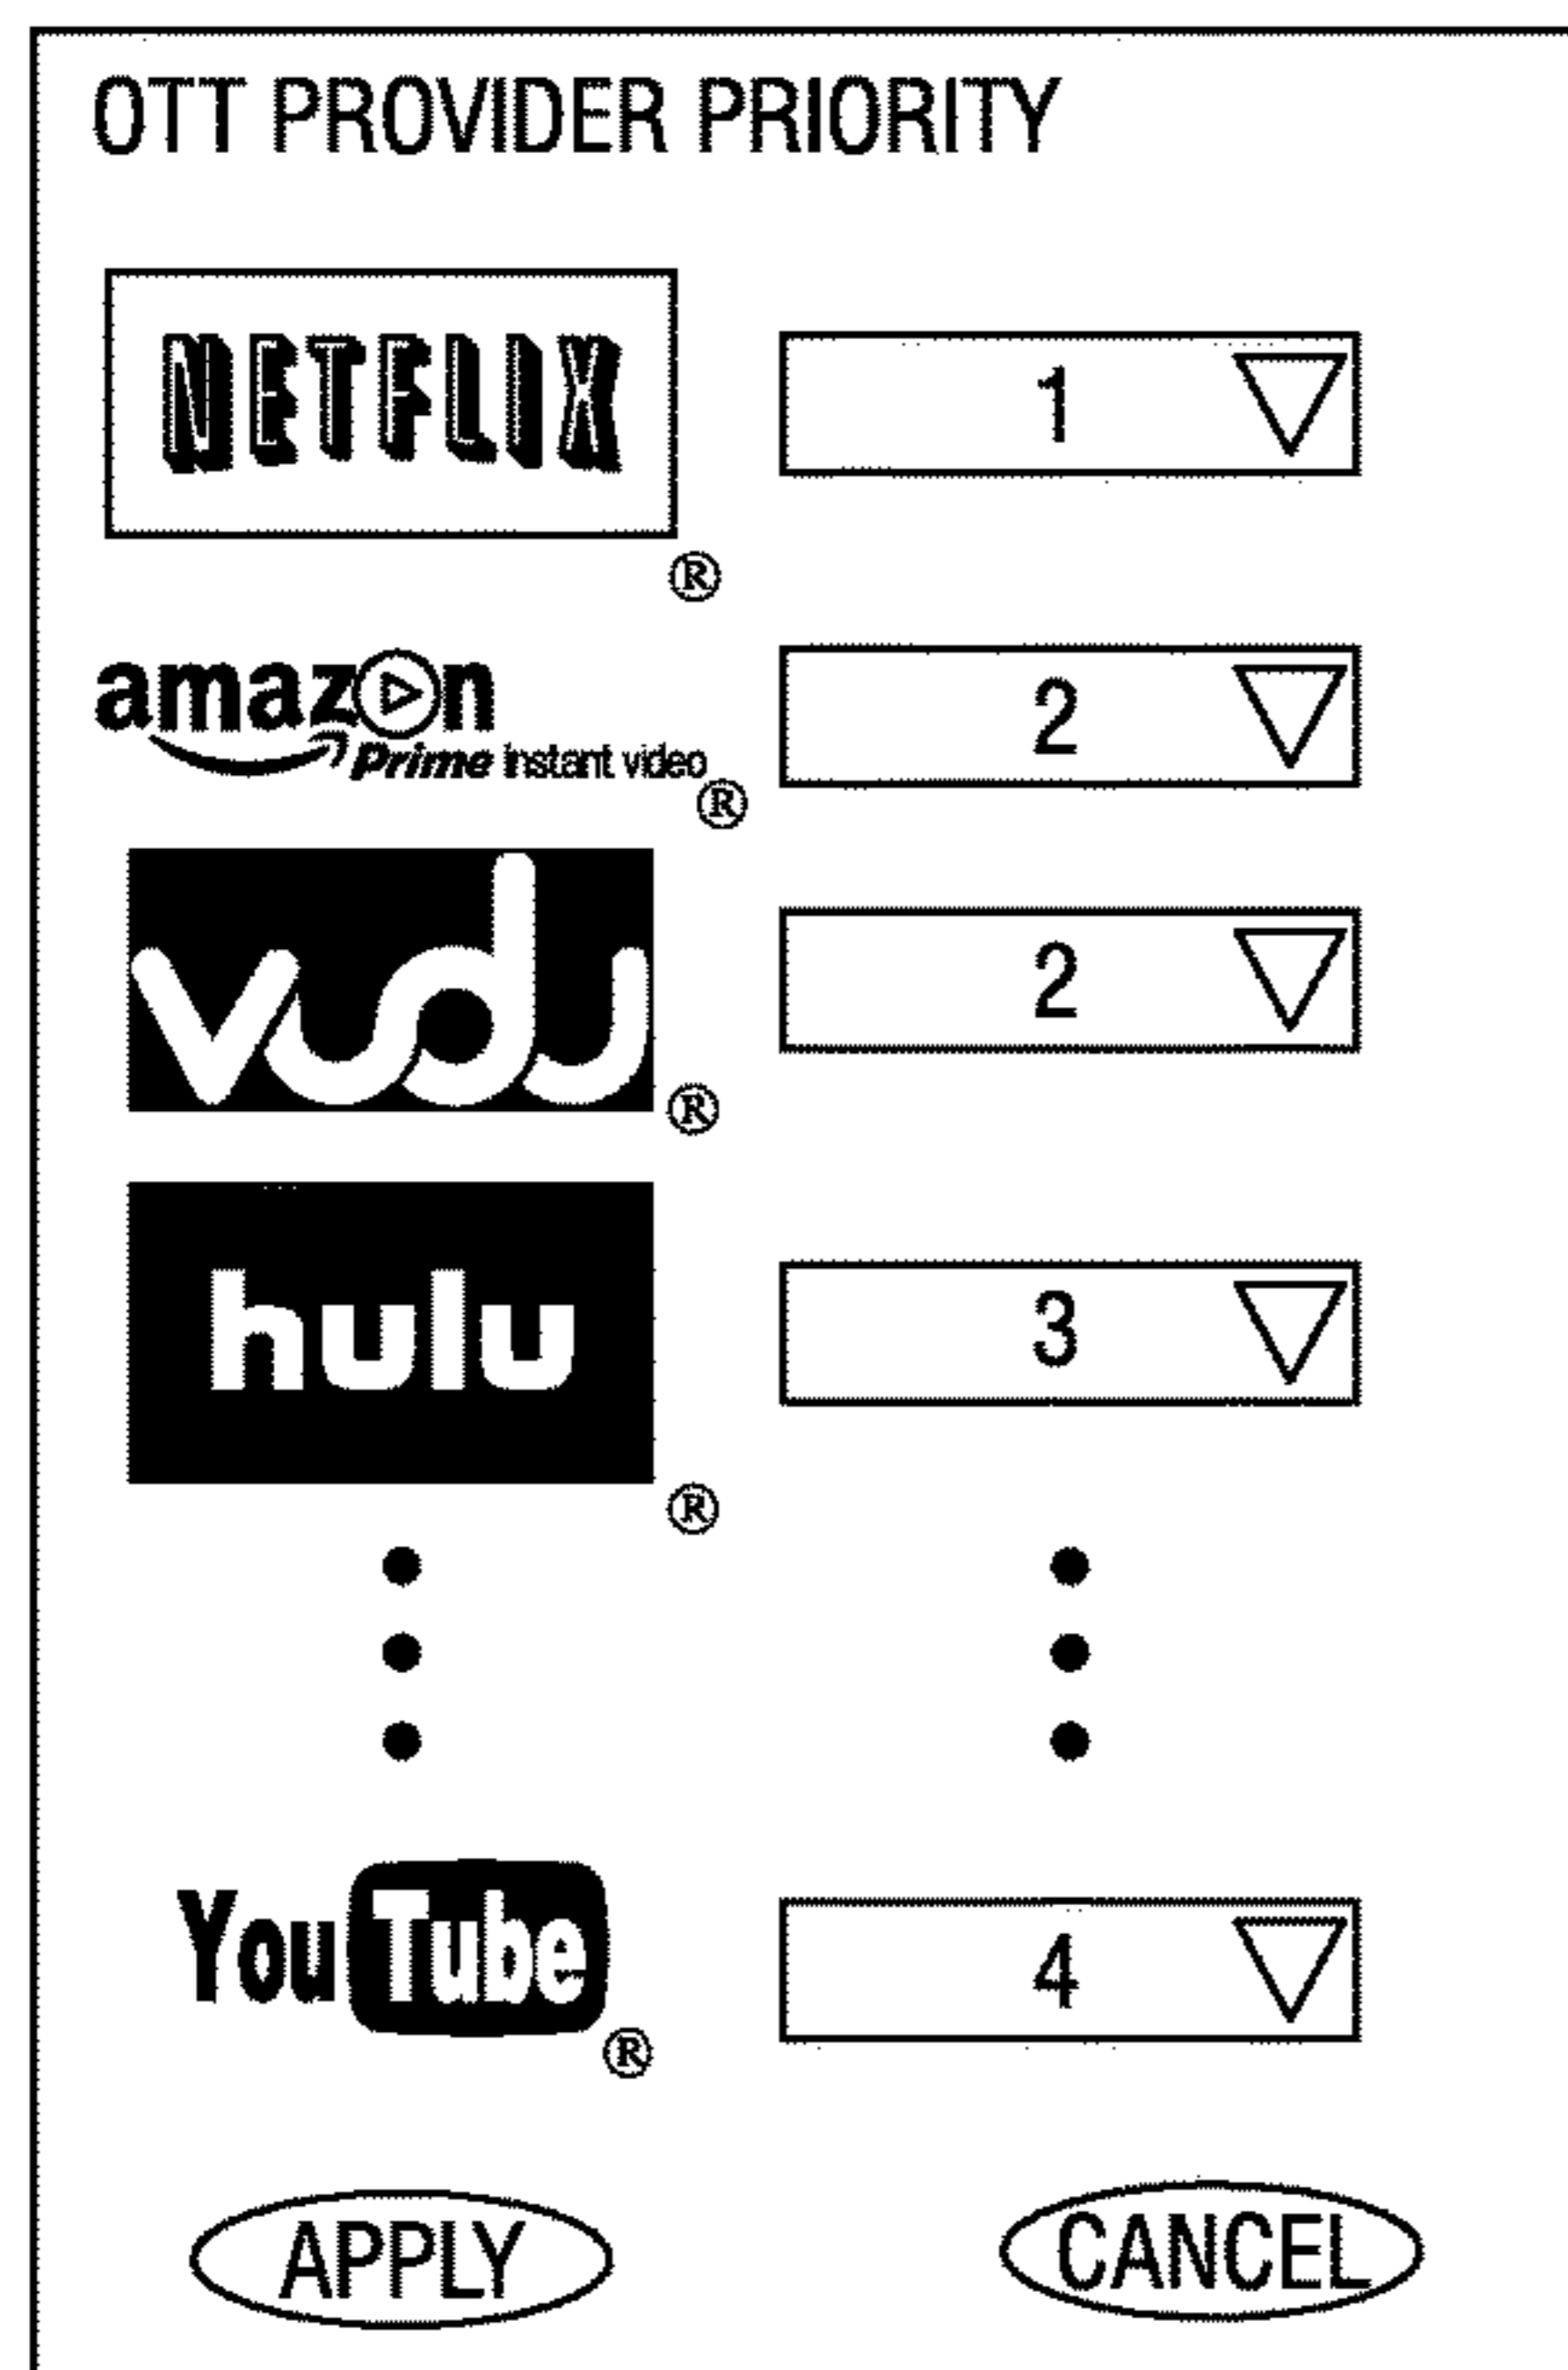 OTT PROVIDER PRIORITY
NETFLIX 1
®
amazon 2
Prime instant video
®
vudu 2
®
hulu 3
®
YouTube 4
®
APPLY CANCEL